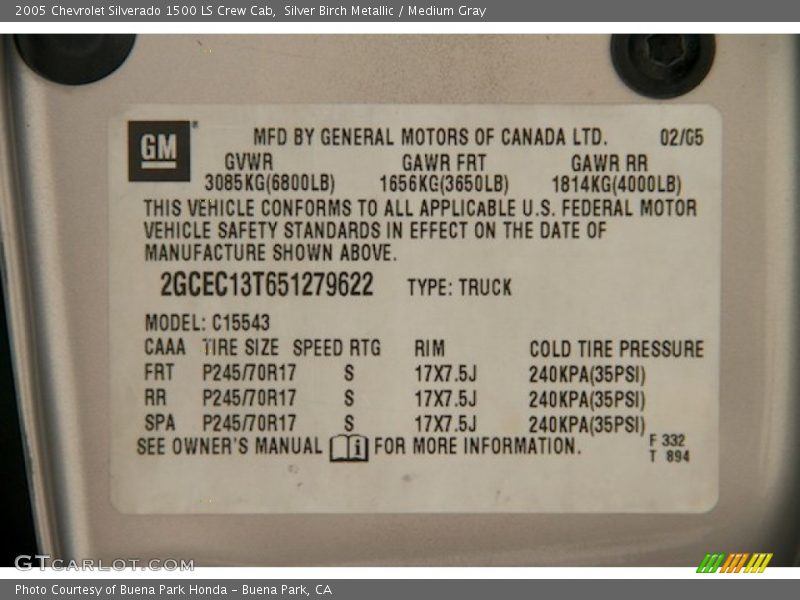 2005 Chevrolet Silverado 1500 LS Crew Cab, Silver Birch Metallic / Medium Gray
GM
MFD BY GENERAL MOTORS OF CANADA LTD. 02/05
GVWR GAWR FRT GAWR RR
3085KG(6800LB) 1656KG(3650LB) 1814KG(4000LB)
THIS VEHICLE CONFORMS TO ALL APPLICABLE U.S. FEDERAL MOTOR
VEHICLE SAFETY STANDARDS IN EFFECT ON THE DATE OF
MANUFACTURE SHOWN ABOVE.
2GCEC13T651279622 TYPE: TRUCK
MODEL: C15543
CAAA TIRE SIZE SPEED RTG RIM COLD TIRE PRESSURE
FRT P245/70R17 S 17X7.5J 240KPA(35PSI)
RR P245/70R17 S 17X7.5J 240KPA(35PSI)
SPA P245/70R17 S 17X7.5J 240KPA(35PSI)
SEE OWNER'S MANUAL i FOR MORE INFORMATION.
F 332
T 894
GTCARLOT.COM
Photo Courtesy of Buena Park Honda - Buena Park, CA